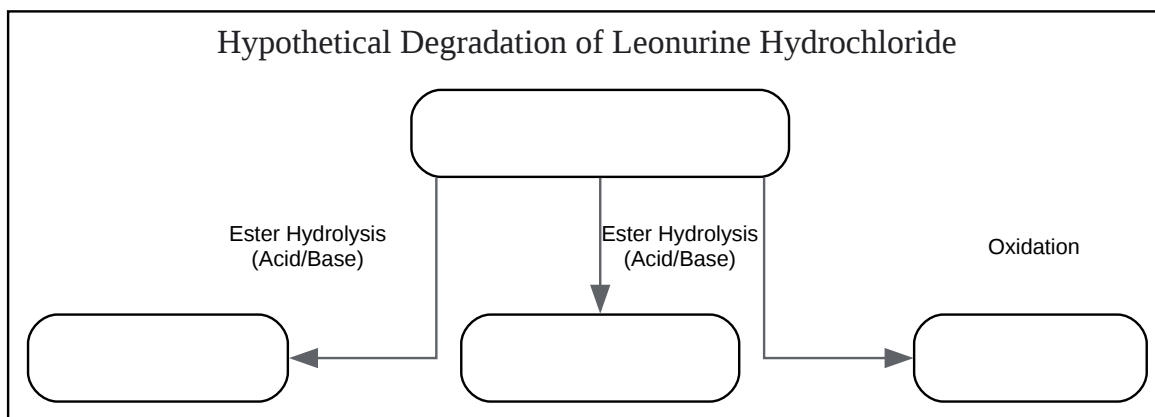 Hypothetical Degradation of Leonurine Hydrochloride
Ester Hydrolysis
(Acid/Base)
Ester Hydrolysis
(Acid/Base)
Oxidation